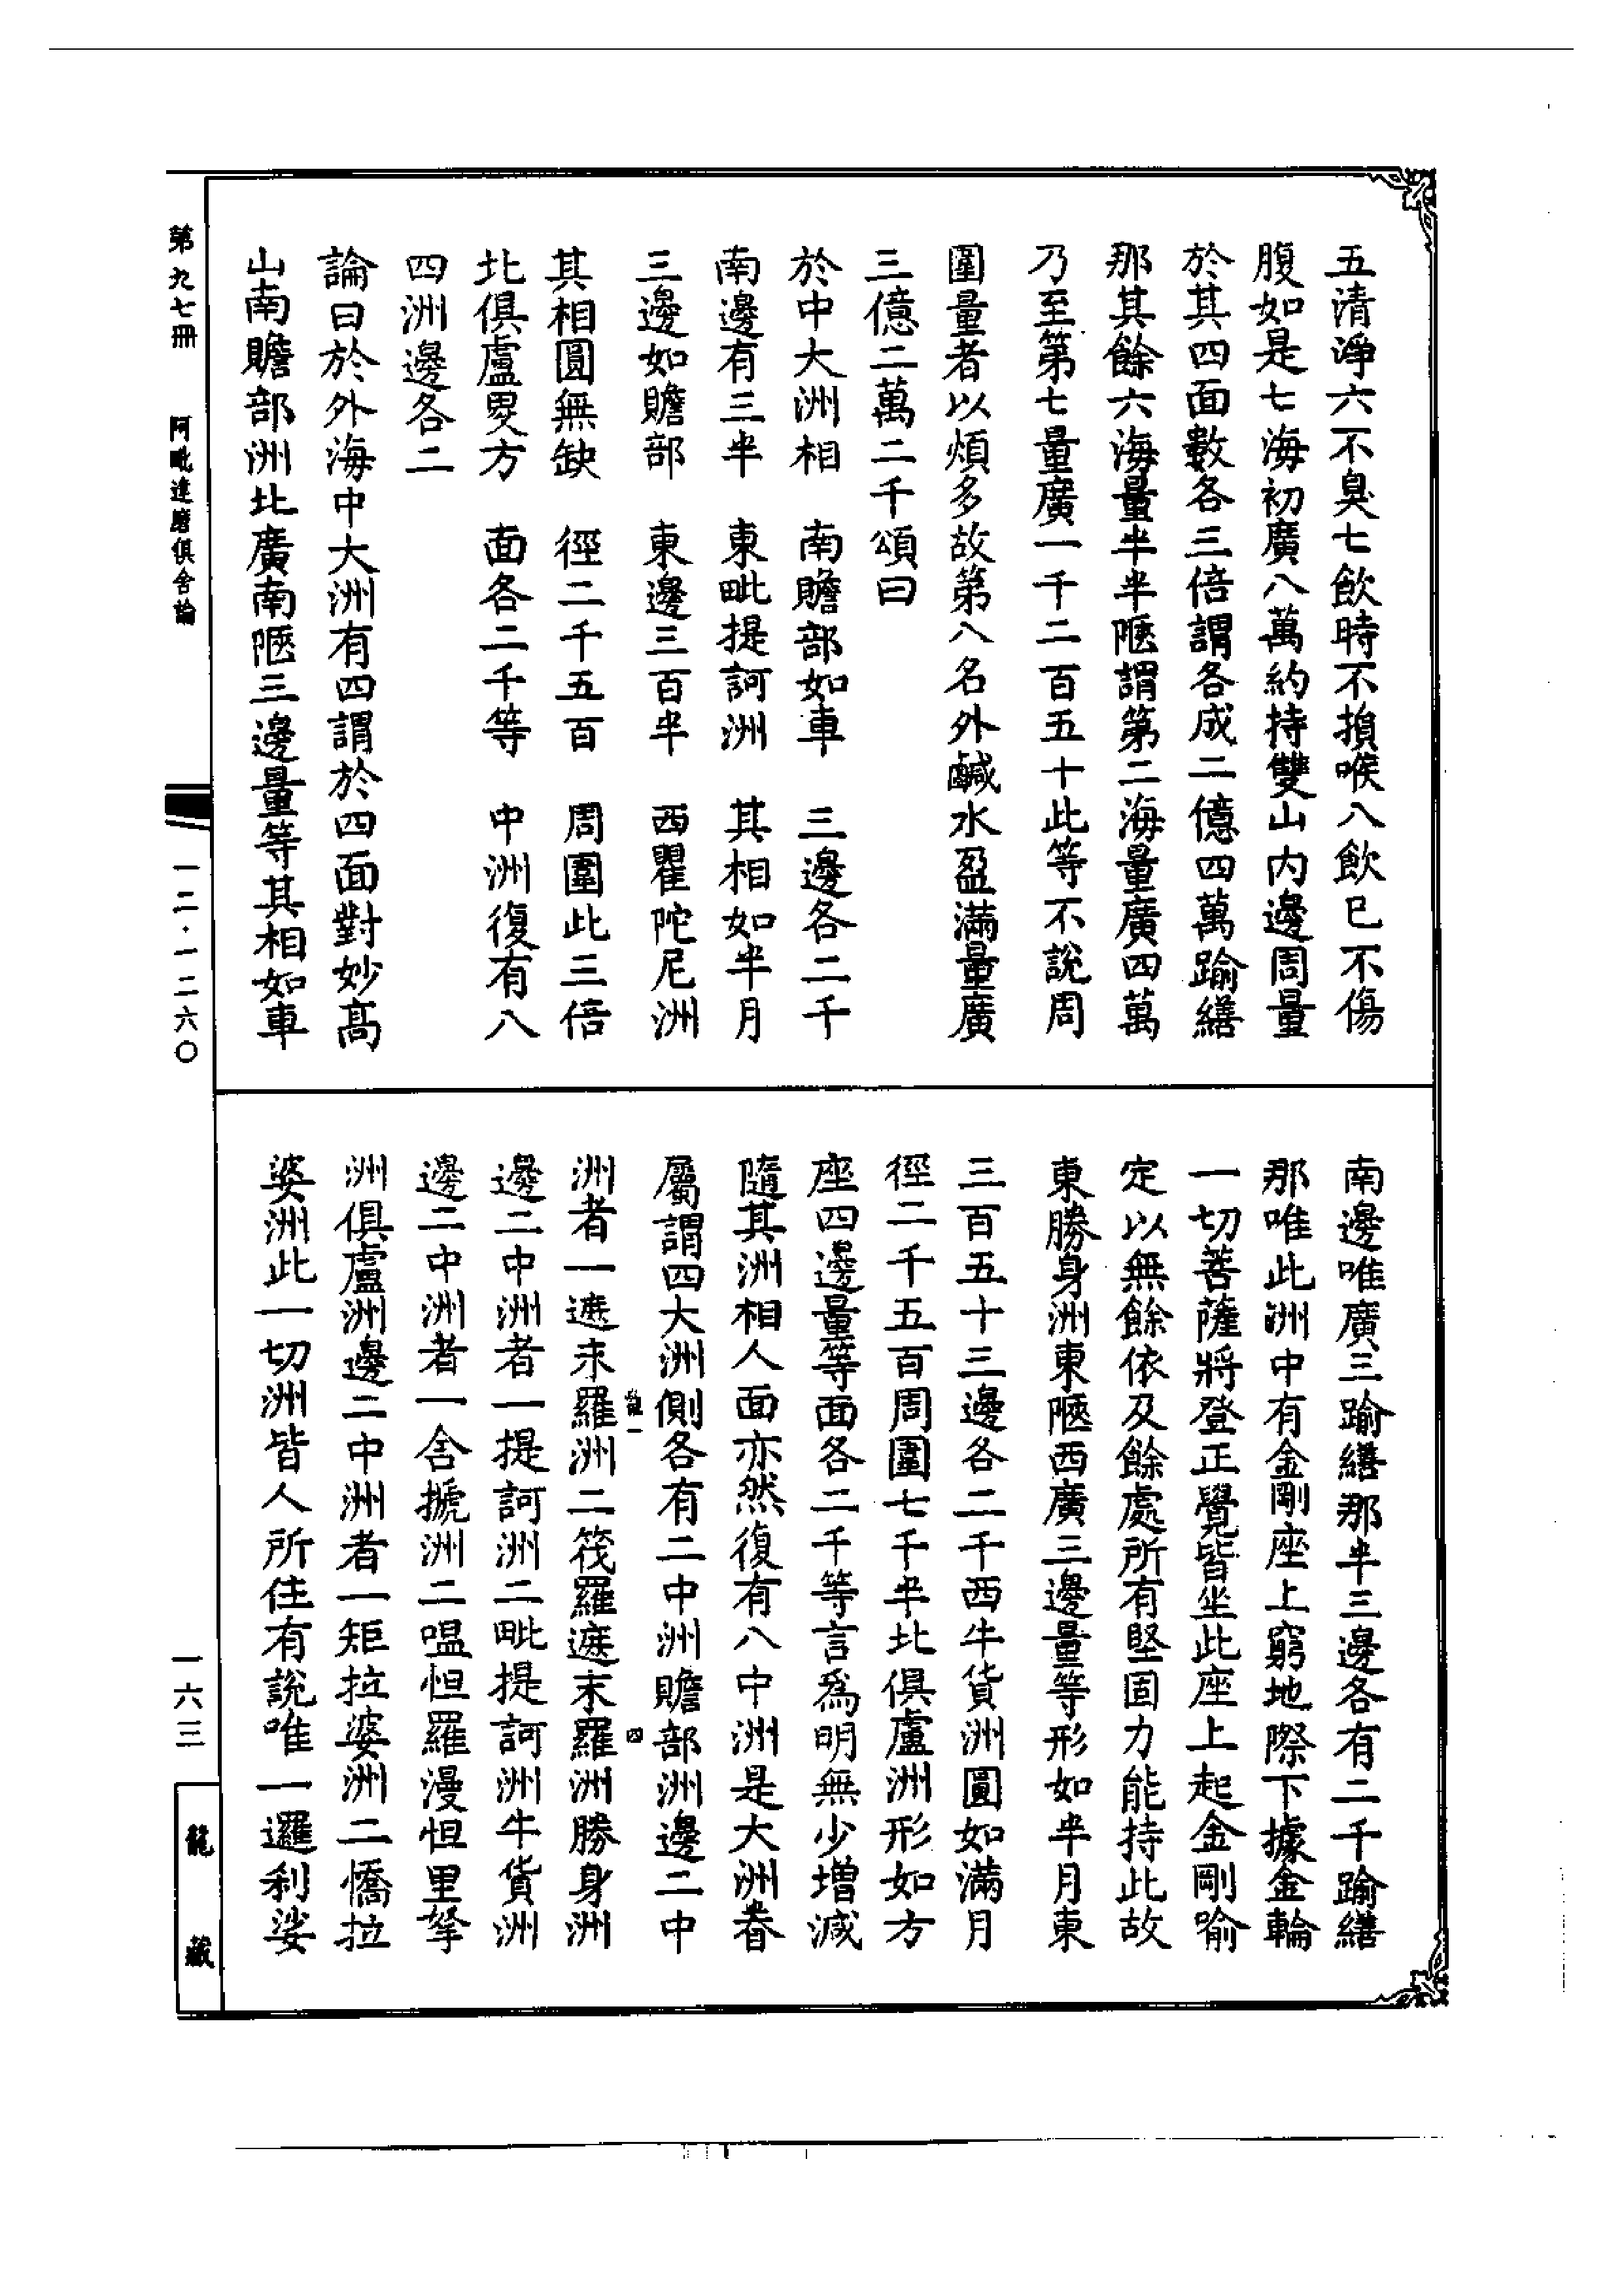 五清淨六不臭七飲時不損喉八飲已不傷
腹如是七海初廣八萬約持雙山內邊周量
於其四面數各三倍謂各成二億四萬踰繕
那其餘六海量半半陿謂第二海量廣四萬
乃至第七量廣一千二百五十此等不說周
圍量者以煩多故第八名外鹹水盈滿量廣
三億二萬二千頌曰
於中大洲相　南贍部如車　三邊各二千
南邊有三半　東毗提訶洲　其相如半月
三邊如贍部　東邊三百半　西瞿陀尼洲
其相圓無缺　徑二千五百　周圍此三倍
北俱盧畟方　面各二千等　中洲復有八
四洲邊各二
論曰於外海中大洲有四謂於四面對妙高
山南贍部洲北廣南陿三邊量等其相如車
南邊唯廣三踰繕那半三邊各有二千踰繕
那唯此洲中有金剛座上窮地際下據金輪
一切菩薩將登正覺皆坐此座上起金剛喻
定以無餘依及餘處所有堅固力能持此故
東勝身洲東陿西廣三邊量等形如半月東
三百五十三邊各二千西牛貨洲圓如滿月
徑二千五百周圍七千半北俱盧洲形如方
座四邊量等面各二千等言為明無少增減
隨其洲相人面亦然復有八中洲是大洲眷
屬謂四大洲側各有二中洲贍部洲邊二中
洲者一遮末羅洲二筏羅遮末羅洲勝身洲
邊二中洲者一提訶洲二毗提訶洲牛貨洲
邊二中洲者一舍搋洲二嗢怛羅漫怛里拏
洲俱盧洲邊二中洲者一矩拉婆洲二憍拉
婆洲此一切洲皆人所住有說唯一邏剎娑
第九七冊　阿毗達磨俱舍論
一二·一二六〇
一六三
龍藏
四